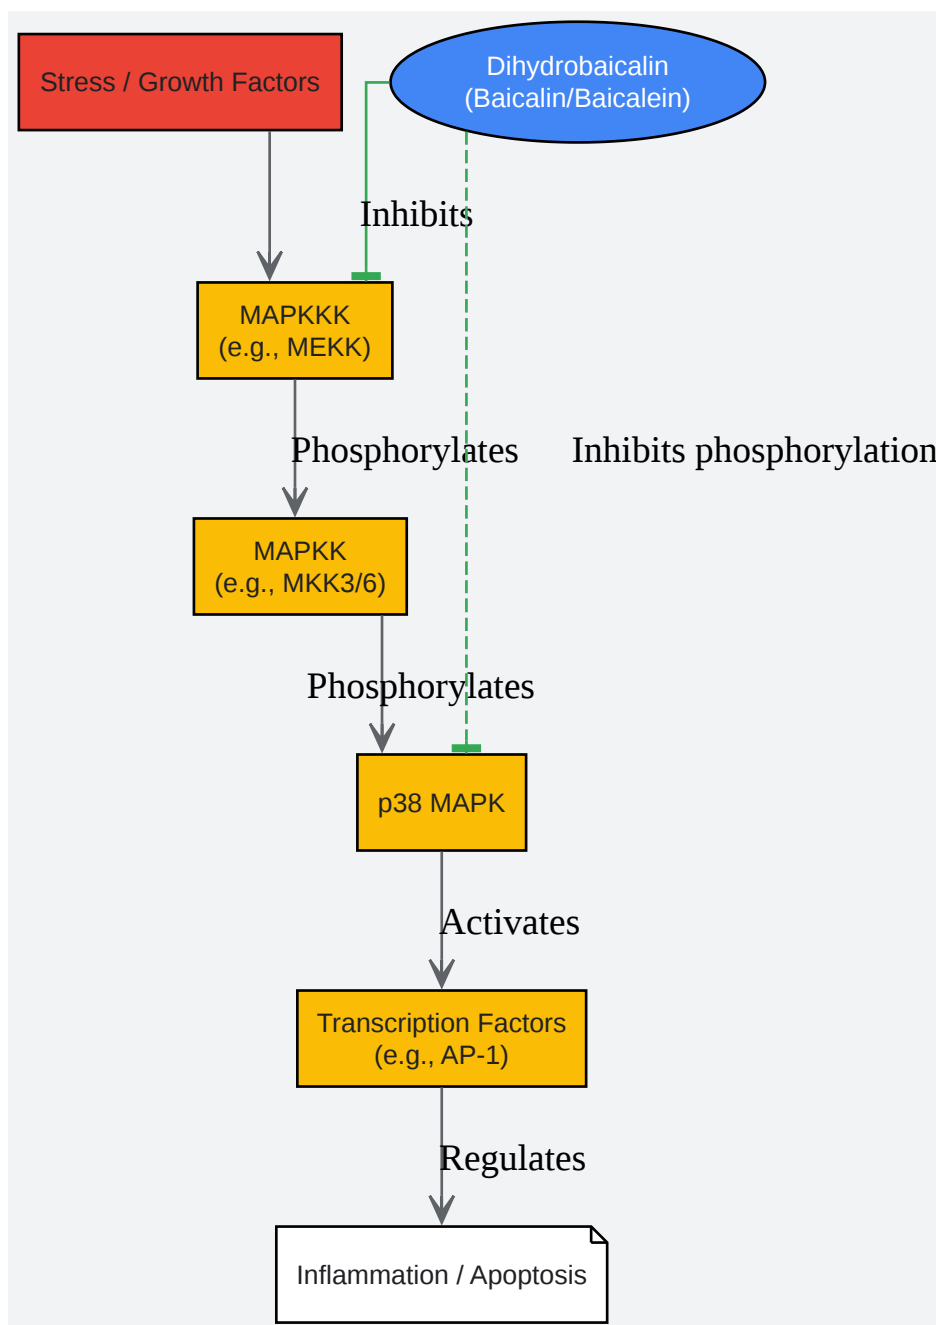 Stress / Growth Factors
Dihydrobaicalin
(Baicalin/Baicalein)
Inhibits
MAPKKK
(e.g., MEKK)
Phosphorylates
Inhibits phosphorylation
MAPKK
(e.g., MKK3/6)
Phosphorylates
p38 MAPK
Activates
Transcription Factors
(e.g., AP-1)
Regulates
Inflammation / Apoptosis